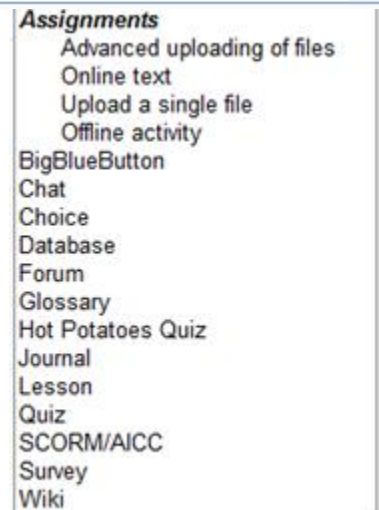 Assignments
Advanced uploading of files
Online text
Upload a single file
Offline activity
BigBlueButton
Chat
Choice
Database
Forum
Glossary
Hot Potatoes Quiz
Journal
Lesson
Quiz
SCORM/AICC
Survey
Wiki